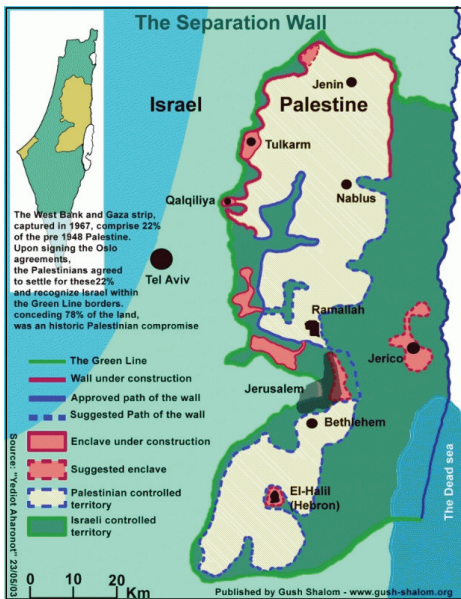 The Separation Wall
Jenin
Israel
Palestine
Tulkarm
Qalqiliya
Nablus
The West Bank and Gaza strip,
captured in 1967, comprise 22%
of the pre 1948 Palestine.
Upon signing the Oslo
agreements,
the Palestinians agreed
to settle for these22%
and recognize Israel within
the Green Line borders.
conceding 78% of the land,
was an historic Palestinian compromise
Tel Aviv
Ramallah
Jerico
Jerusalem
Bethlehem
El-Halil
(Hebron)
The Dead sea
The Green Line
Wall under construction
Approved path of the wall
Suggested Path of the wall
Enclave under construction
Suggested enclave
Palestinian controlled
territory
Israeli controlled
territory
Source: "Yediot Aharonot" 23/05/03
0 10 20
Km
Published by Gush Shalom - www.gush-shalom.org